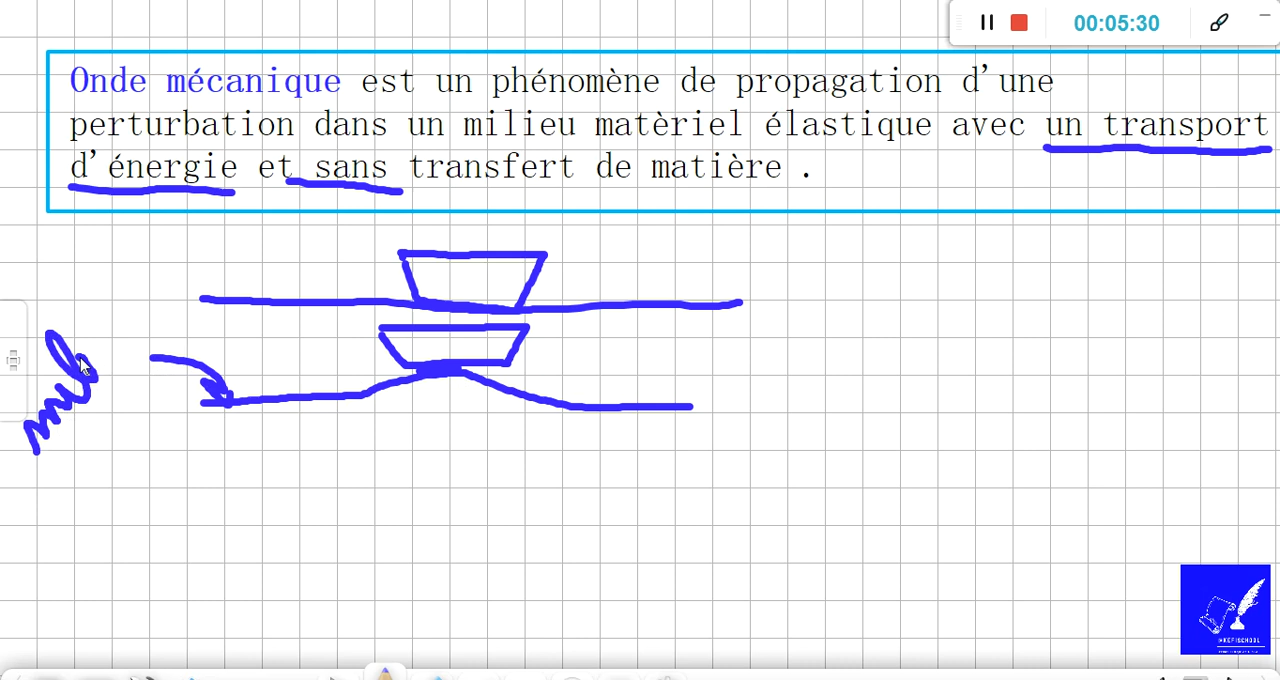 00:05:30
Onde mécanique est un phénomène de propagation d'une
perturbation dans un milieu matèriel élastique avec un transport
d'énergie et sans transfert de matière .